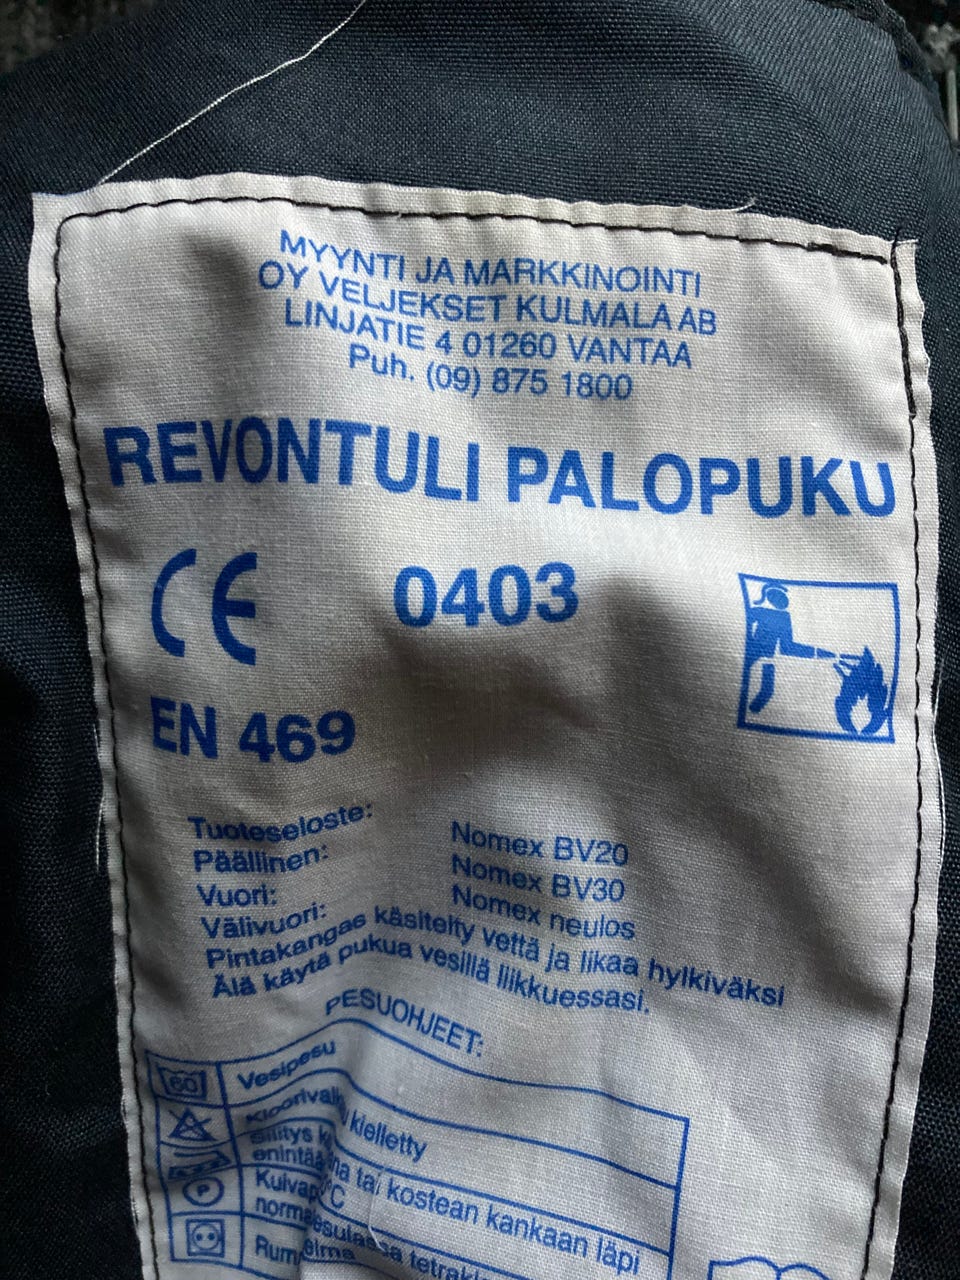 MYYNTI JA MARKKINOINTI
OY VELJEKSET KULMALA AB
LINJATIE 4 01260 VANTAA
Puh. (09) 875 1800
REVONTULI PALOPUKU
CE 0403
EN 469
Tuoteseloste:
Päällinen: Nomex BV20
Vuori: Nomex BV30
Välivuori: Nomex neulos
Pintakangas käsitelty vettä ja likaa hylkiväksi
Älä käytä pukua vesillä liikkuessasi.
PESUOHJEET:
60 Vesipesu
kielletty
tai kostean kankaan läpi
P